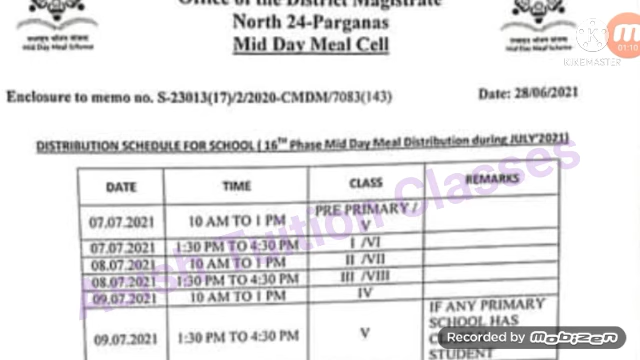 Office of the District Magistrate
North 24-Parganas
Mid Day Meal Cell
Mid Day Meal Scheme
Mid Day Meal Scheme
KINEMASTER
01:10
Enclosure to memo no. S-23013(17)/2/2020-CMDM/7083(143)
Date: 28/06/2021
DISTRIBUTION SCHEDULE FOR SCHOOL ( 16TH Phase Mid Day Meal Distribution during JULY'2021)
DATE TIME CLASS REMARKS
07.07.2021 10 AM TO 1 PM PRE PRIMARY / V
07.07.2021 1:30 PM TO 4:30 PM I /VI
08.07.2021 10 AM TO 1 PM II /VII
08.07.2021 1:30 PM TO 4:30 PM III /VIII
09.07.2021 10 AM TO 1 PM IV
09.07.2021 1:30 PM TO 4:30 PM V IF ANY PRIMARY
SCHOOL HAS
STUDENT
Tuition Classes
Recorded by Mobizen